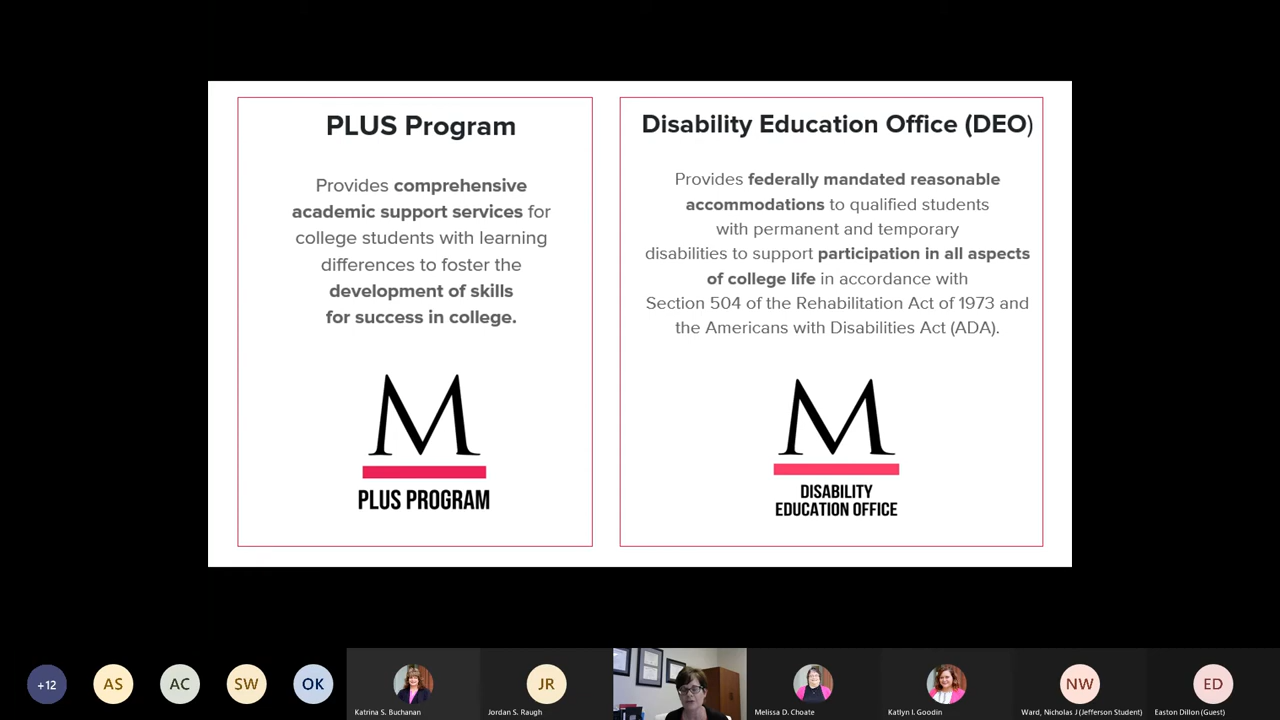 PLUS Program
Provides comprehensive
academic support services for
college students with learning
differences to foster the
development of skills
for success in college.
M
PLUS PROGRAM
Disability Education Office (DEO)
Provides federally mandated reasonable
accommodations to qualified students
with permanent and temporary
disabilities to support participation in all aspects
of college life in accordance with
Section 504 of the Rehabilitation Act of 1973 and
the Americans with Disabilities Act (ADA).
M
DISABILITY
EDUCATION OFFICE
+12
AS
AC
SW
OK
Katrina S. Buchanan
JR
Jordan S. Raugh
Melissa D. Choate
Katlyn I. Goodin
NW
Ward, Nicholas J (Jefferson Student)
ED
Easton Dillon (Guest)